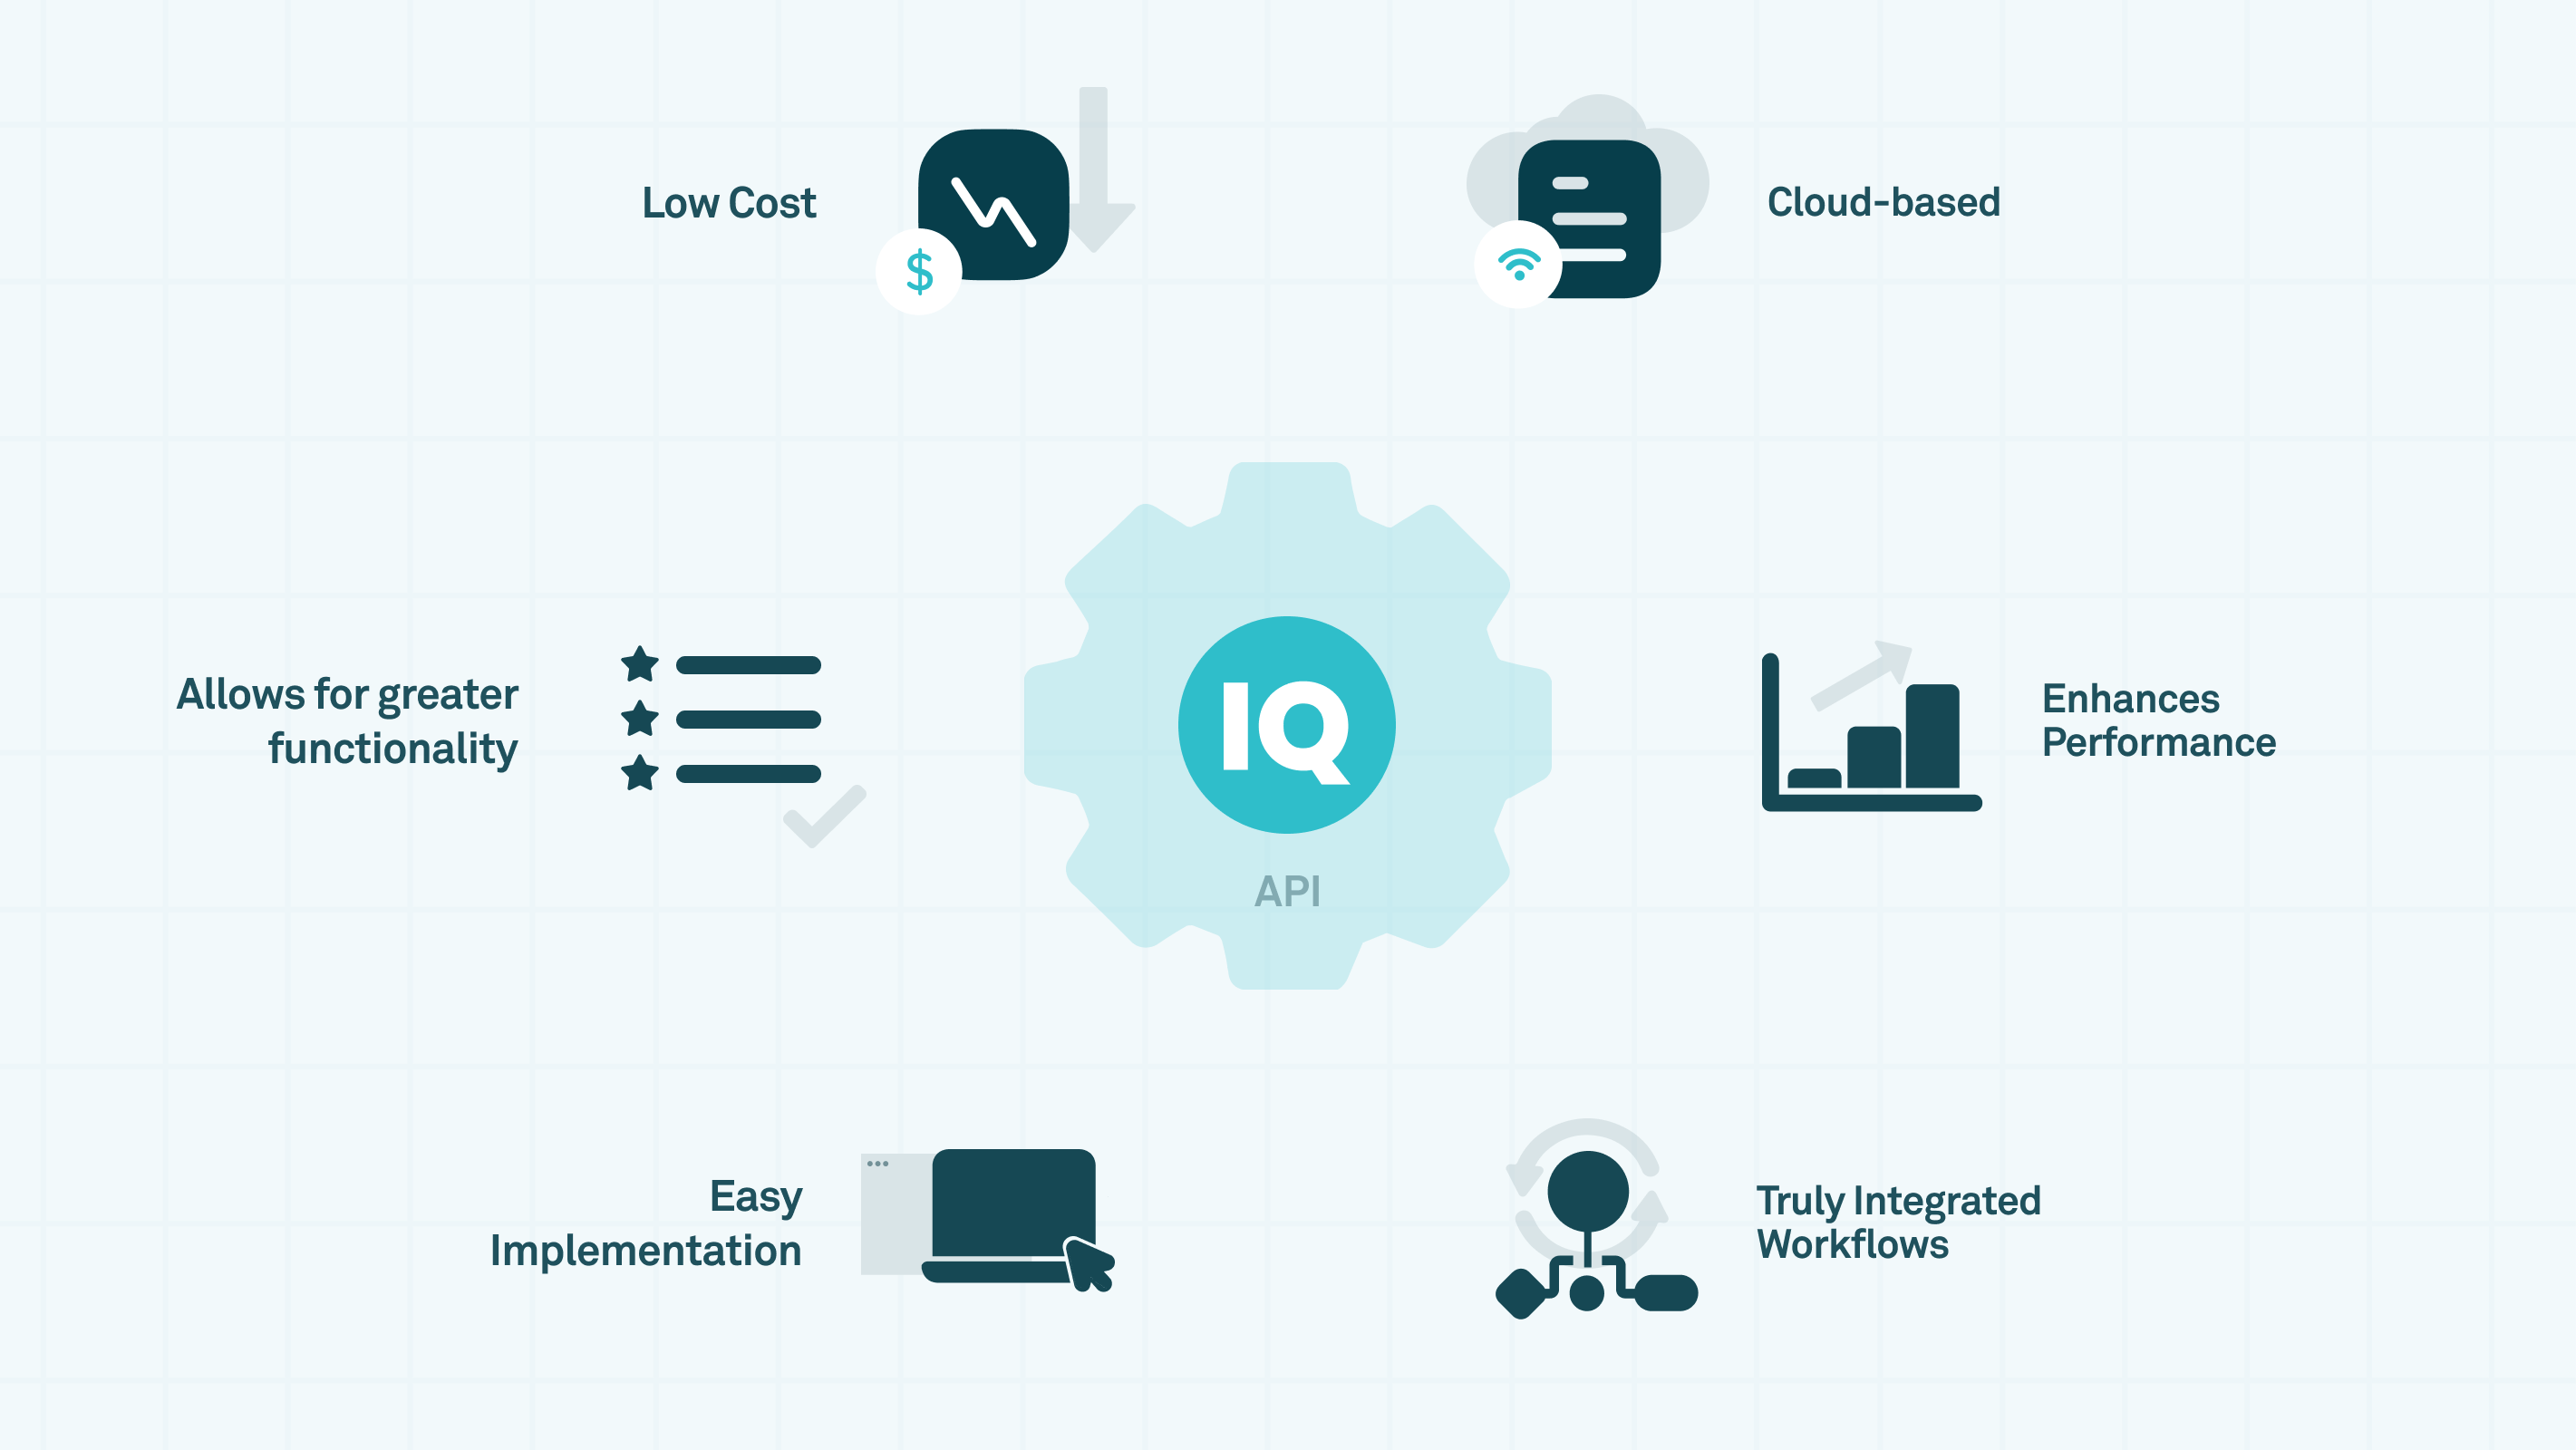 Low Cost
$
Cloud-based
Allows for greater
functionality
IQ
API
Enhances
Performance
Easy
Implementation
Truly Integrated
Workflows